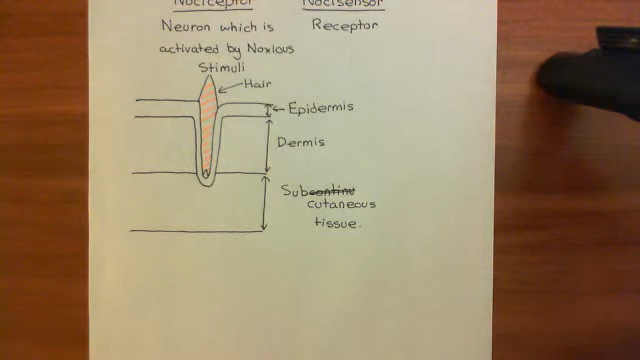 Nociceptor Nocisensor
Neuron which is Receptor
activated by Noxious
Stimuli
Hair
Epidermis
Dermis
Subcontinu
cutaneous
tissue.